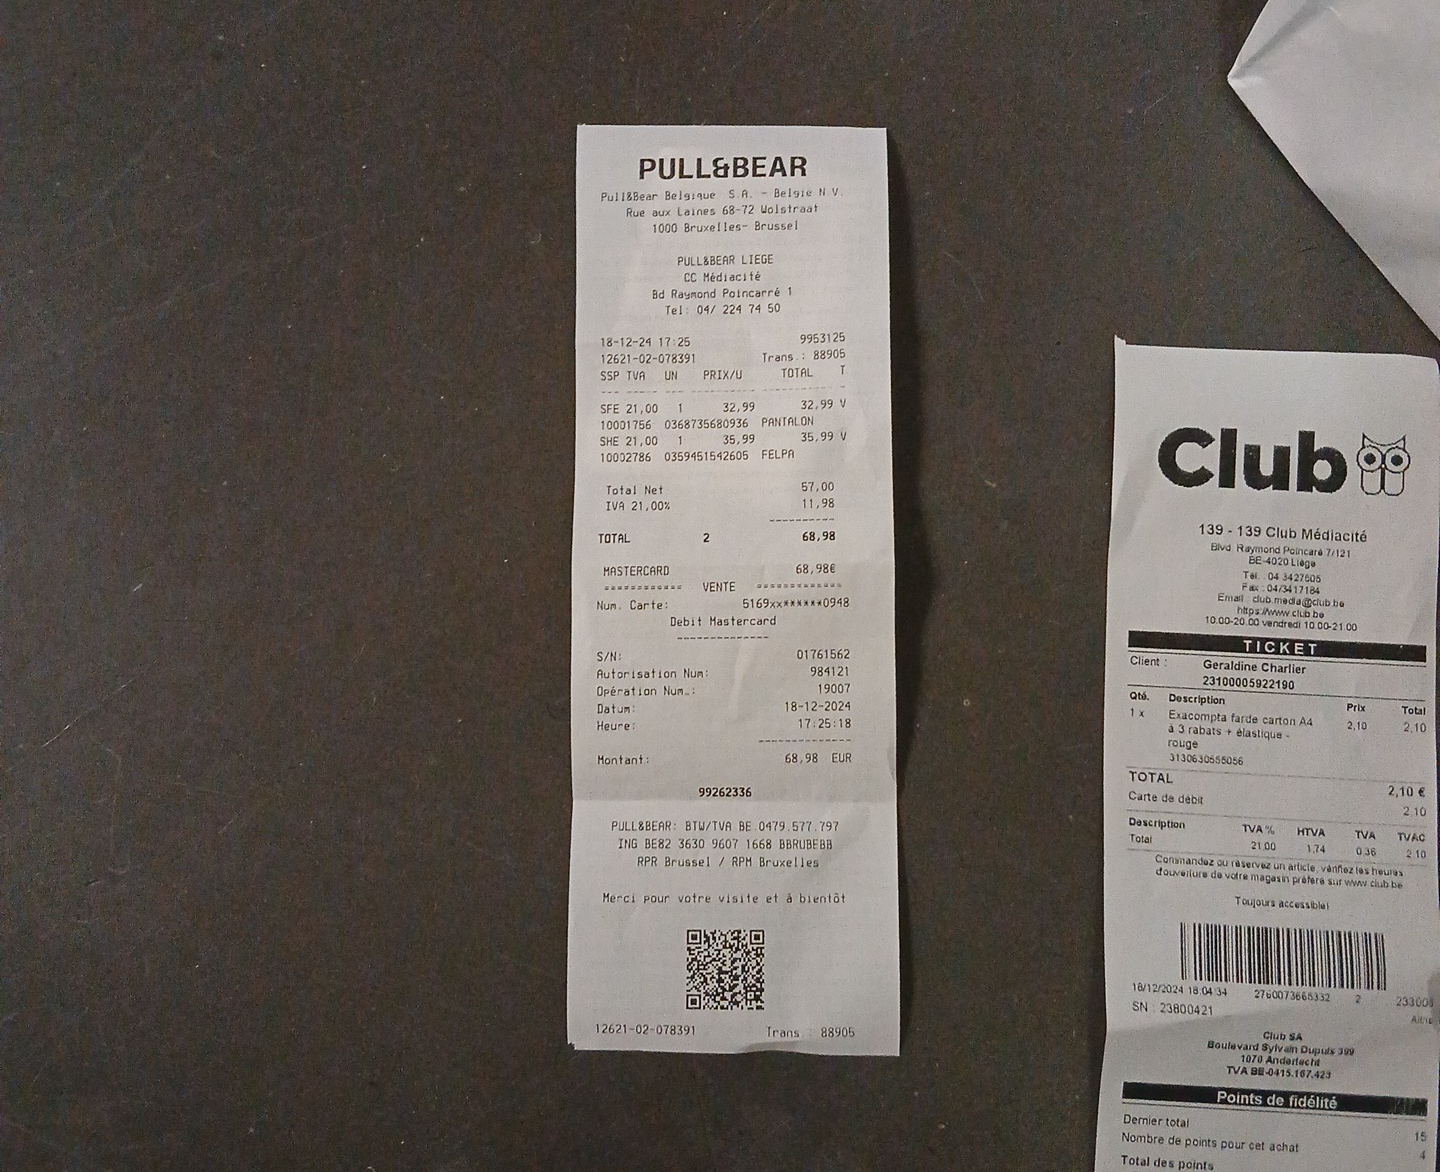 PULL&BEAR
Pull&Bear Belgique S.A. - Belgie N V.
Rue aux Laines 68-72 Wolstraat
1000 Bruxelles- Brussel
PULL&BEAR LIEGE
CC Médiacité
Bd Raymond Poincarré 1
Tel: 04/ 224 74 50
18-12-24 17:25 9953125
12621-02-078391 Trans.: 88905
SSP TVA UN PRIX/U TOTAL T
SFE 21,00 1 32,99 32,99 V
10001756 0368735680936 PANTALON
SHE 21,00 1 35,99 35,99 V
10002786 0359451542605 FELPA
Total Net 57,00
IVA 21,00% 11,98
----------
TOTAL 2 68,98
MASTERCARD 68,98€
============ VENTE =============
Num. Carte: 5169xx******0948
Debit Mastercard
--------------
S/N: 01761562
Autorisation Num: 984121
Opération Num.: 19007
Datum: 18-12-2024
Heure: 17:25:18
--------------
Montant: 68,98 EUR
99262336
PULL&BEAR: BTW/TVA BE 0479.577.797
ING BE82 3630 9607 1668 BBRUBEBB
RPR Brussel / RPM Bruxelles
Merci pour votre visite et à bientôt
12621-02-078391 Trans : 88905
Club
139 - 139 Club Médiacité
Blvd. Raymond Poincaré 7/121
BE-4020 Liège
Tél. : 04 3427605
Fax : 04/3417184
Email : club.media@club.be
https://www.club.be
10.00-20.00 vendredi 10.00-21.00
TICKET
Client : Geraldine Charlier
23100005922190
Qté. Description Prix Total
1 x Exacompta farde carton A4 2,10 2,10
à 3 rabats + élastique -
rouge
3130630555056
TOTAL 2,10 €
Carte de débit 2.10
Description TVA % HTVA TVA TVAC
Total 21.00 1,74 0.36 2.10
Commandez ou réservez un article, vérifiez les heures
d'ouverture de votre magasin préféré sur www.club.be
Toujours accessible!
18/12/2024 18:04:34 2760073665332 2 233003
SN : 23800421
Club SA
Boulevard Sylvain Dupuis 399
1070 Anderlecht
TVA BE-0415.167.423
Points de fidélité
Dernier total 15
Nombre de points pour cet achat 4
Total des points